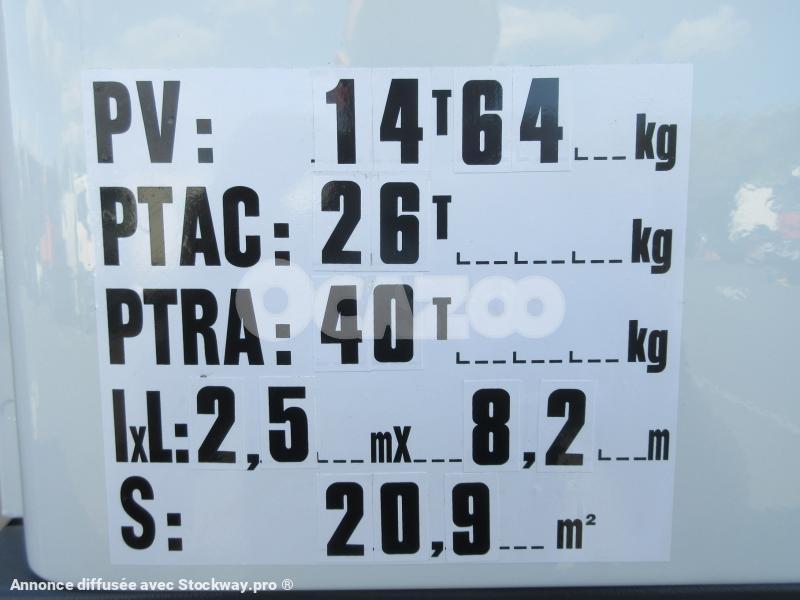 PV: 14T64 kg
PTAC: 26T kg
PTRA: 40T kg
lxL: 2,5 mx 8,2 m
S: 20,9 m²
Ocazoo
Annonce diffusée avec Stockway.pro ®